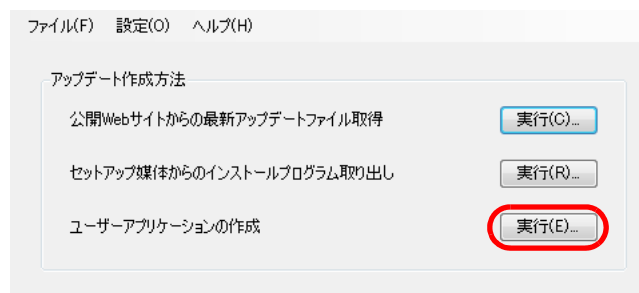 ファイル(F) 設定(O) ヘルプ(H)
アップデート作成方法
公開Webサイトからの最新アップデートファイル取得 実行(C)...
セットアップ媒体からのインストールプログラム取り出し 実行(R)...
ユーザーアプリケーションの作成 実行(E)...